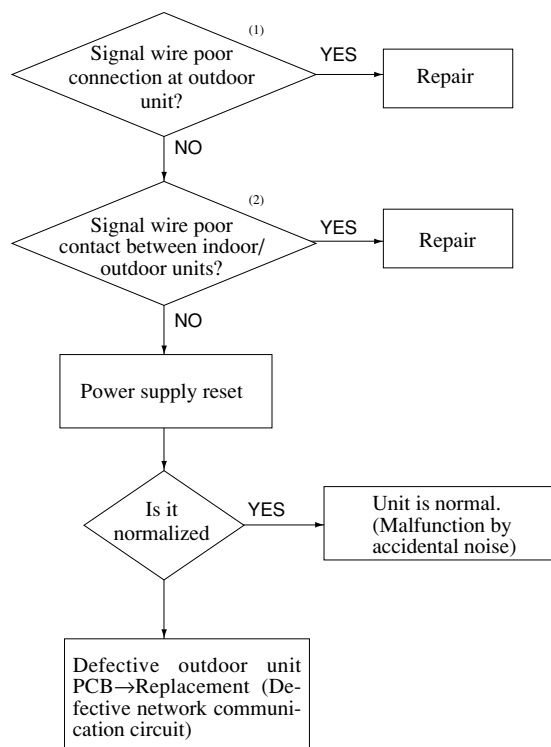 (1)
Signal wire poor
connection at outdoor
unit?
YES
Repair
NO
(2)
Signal wire poor
contact between indoor/
outdoor units?
YES
Repair
NO
Power supply reset
Is it
normalized
YES
Unit is normal.
(Malfunction by
accidental noise)
Defective outdoor unit
PCB→Replacement (De-
fective network communi-
cation circuit)